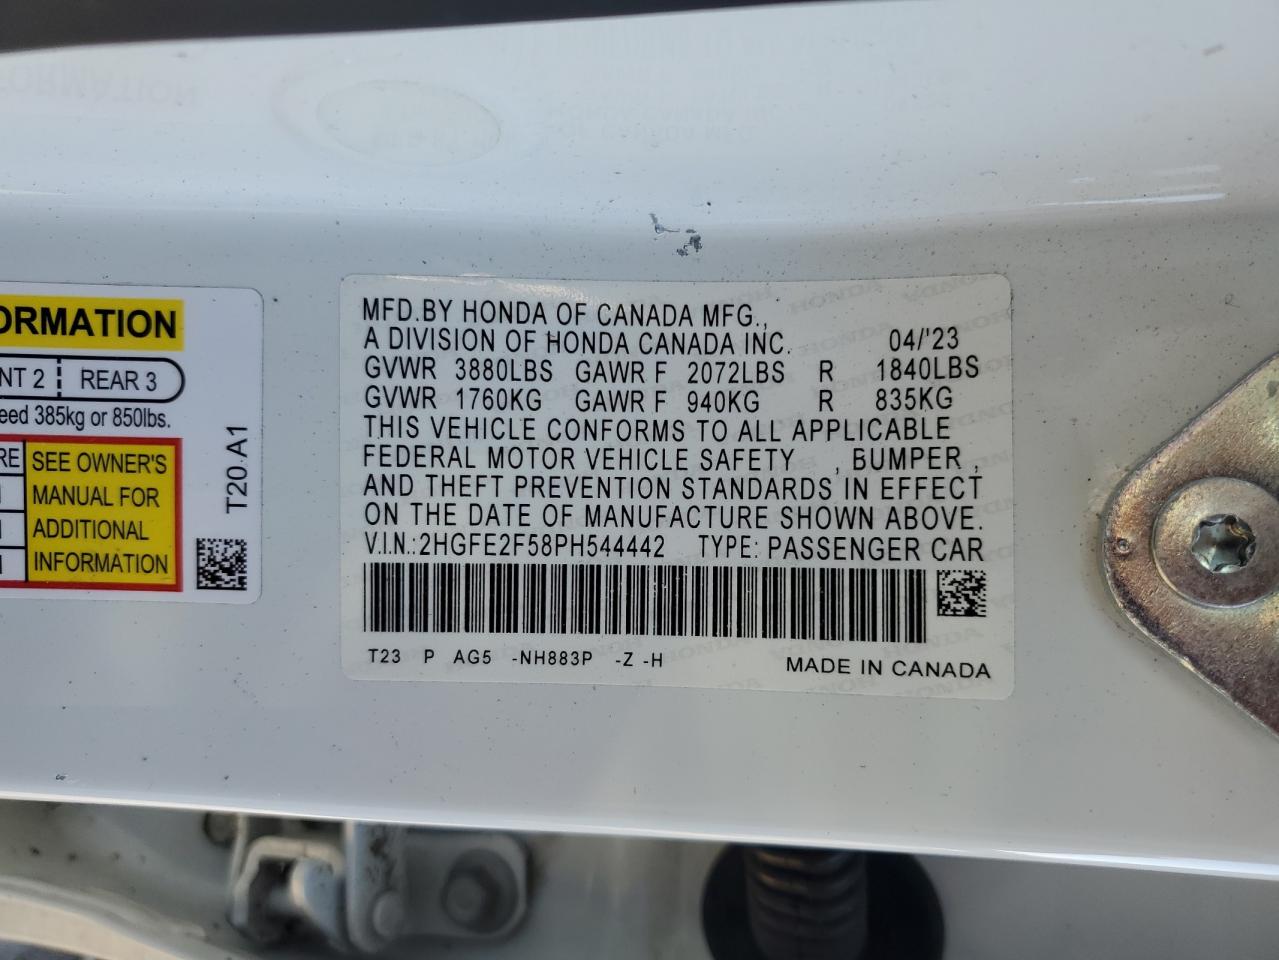 ORMATION
NT 2 REAR 3
eed 385kg or 850lbs.
RE
SEE OWNER'S
MANUAL FOR
ADDITIONAL
INFORMATION
T20 A1
MFD.BY HONDA OF CANADA MFG.,
A DIVISION OF HONDA CANADA INC. 04/'23
GVWR 3880LBS GAWR F 2072LBS R 1840LBS
GVWR 1760KG GAWR F 940KG R 835KG
THIS VEHICLE CONFORMS TO ALL APPLICABLE
FEDERAL MOTOR VEHICLE SAFETY , BUMPER ,
AND THEFT PREVENTION STANDARDS IN EFFECT
ON THE DATE OF MANUFACTURE SHOWN ABOVE.
V.I.N.:2HGFE2F58PH544442 TYPE: PASSENGER CAR
T23 P AG5 -NH883P -Z -H MADE IN CANADA